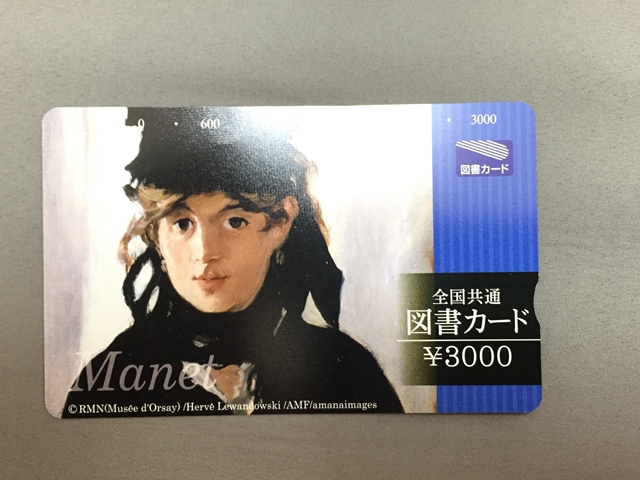 0 • 600 • 3000
図書カード
全国共通
図書カード
¥3000
Manet
© RMN(Musée d'Orsay) /Hervé Lewandowski /AMF/amanaimages